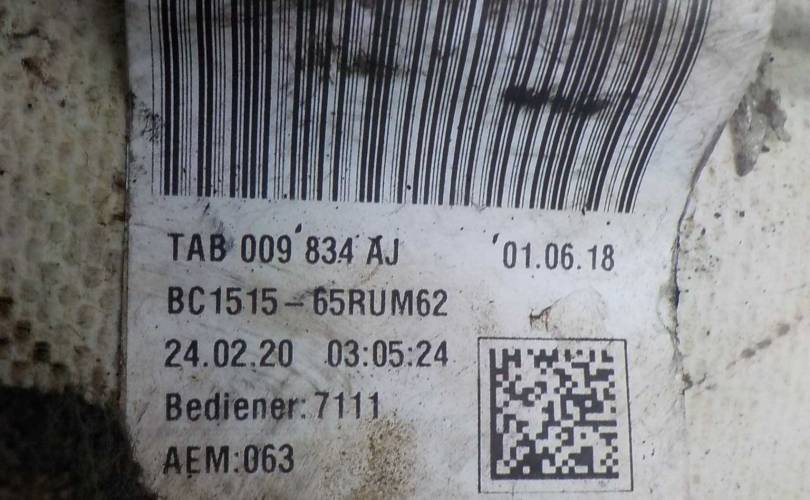 TAB 009 834 AJ 01.06.18
BC1515-65RUM62
24.02.20 03:05:24
Bediener:7111
AEM:063